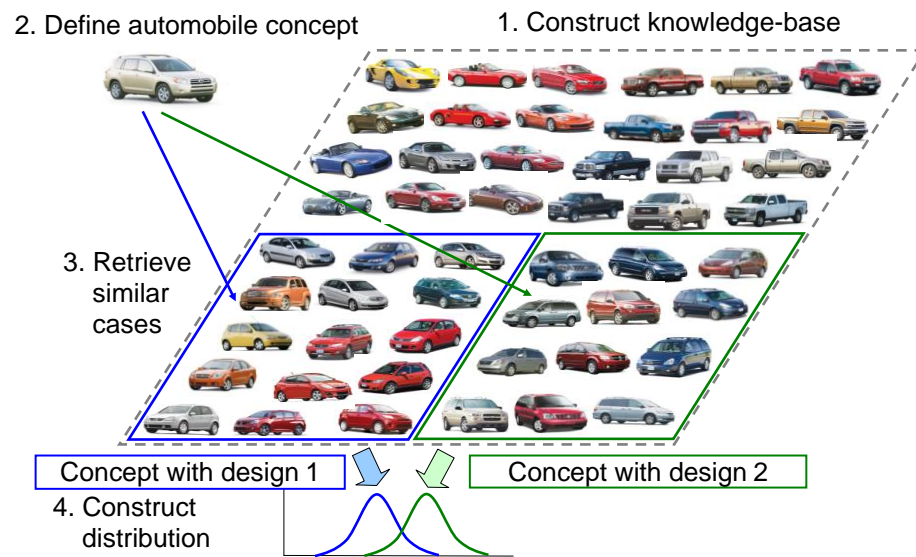 2. Define automobile concept
1. Construct knowledge-base
3. Retrieve
similar
cases
Concept with design 1
Concept with design 2
4. Construct
distribution